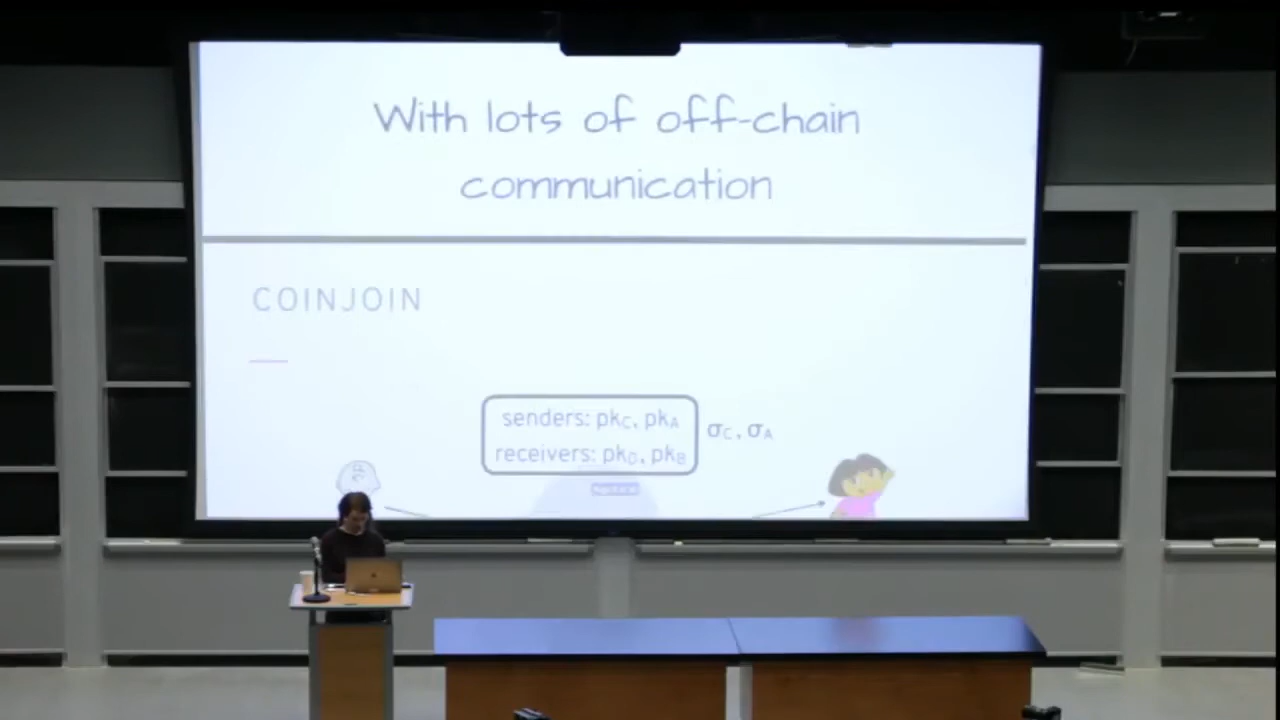 With lots of off-chain
communication
COINJOIN
senders: pkC, pkA
receivers: pkD, pkB
σC, σA